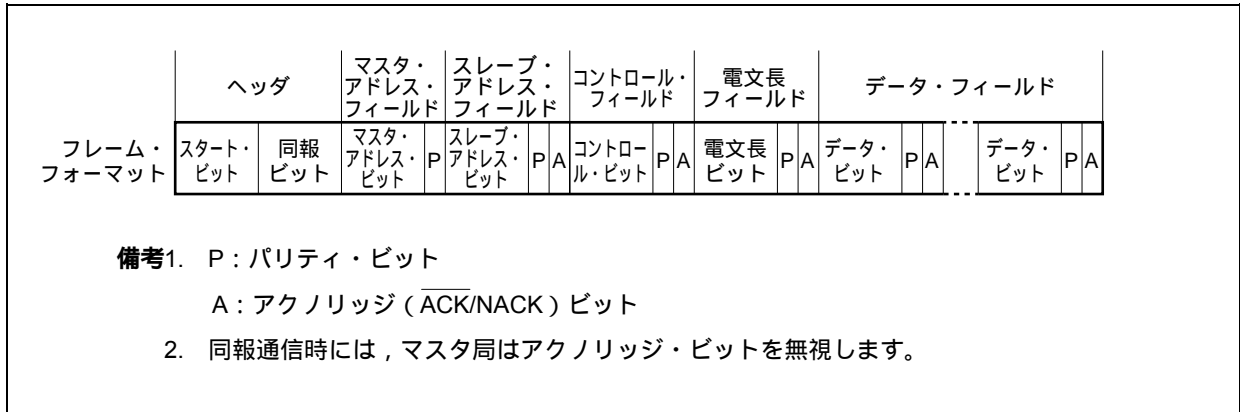 ヘッダ
マスタ・
アドレス・
フィールド
スレーブ・
アドレス・
フィールド
コントロール・
フィールド
電文長
フィールド
データ・フィールド
フレーム・
フォーマット
スタート・
ビット
同報
ビット
マスタ・
アドレス・
ビット
P
スレーブ・
アドレス・
ビット
P
A
コントロー
ル・ビット
P
A
電文長
ビット
P
A
データ・
ビット
P
A
データ・
ビット
P
A
備考1. P：パリティ・ビット
A：アクノリッジ（ACK/NACK）ビット
2. 同報通信時には，マスタ局はアクノリッジ・ビットを無視します。